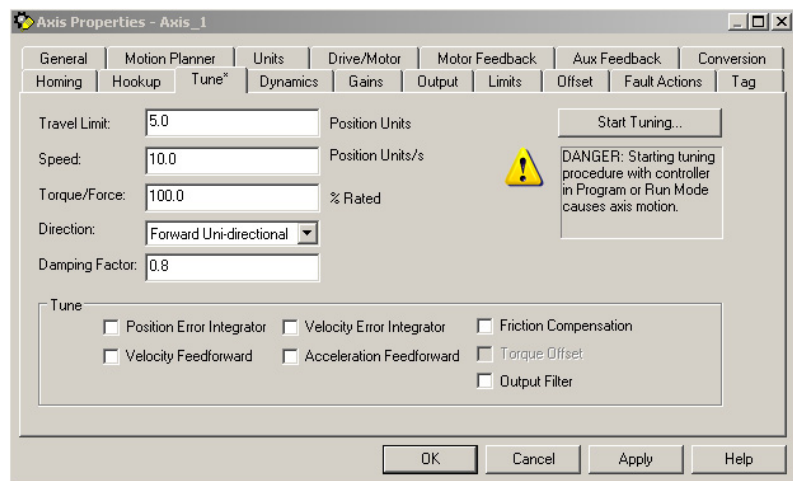 Axis Properties - Axis_1
General Motion Planner Units Drive/Motor Motor Feedback Aux Feedback Conversion
Homing Hookup Tune* Dynamics Gains Output Limits Offset Fault Actions Tag
Travel Limit: 5.0 Position Units
Speed: 10.0 Position Units/s
Torque/Force: 100.0 % Rated
Direction: Forward Uni-directional
Damping Factor: 0.8
Start Tuning...
DANGER: Starting tuning
procedure with controller
in Program or Run Mode
causes axis motion.
Tune
Position Error Integrator Velocity Error Integrator Friction Compensation
Velocity Feedforward Acceleration Feedforward Torque Offset
Output Filter
OK Cancel Apply Help